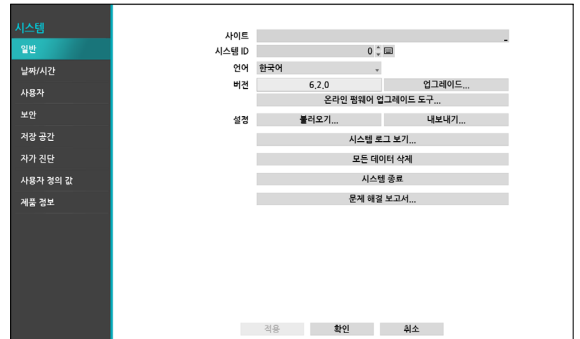 시스템
일반
날짜/시간
사용자
보안
저장 공간
자가 진단
사용자 정의 값
제품 정보
사이트
시스템 ID 0
언어 한국어
버전 6.2.0 업그레이드...
온라인 펌웨어 업그레이드 도구...
설정 불러오기... 내보내기...
시스템 로그 보기...
모든 데이터 삭제
시스템 종료
문제 해결 보고서...
적용 확인 취소